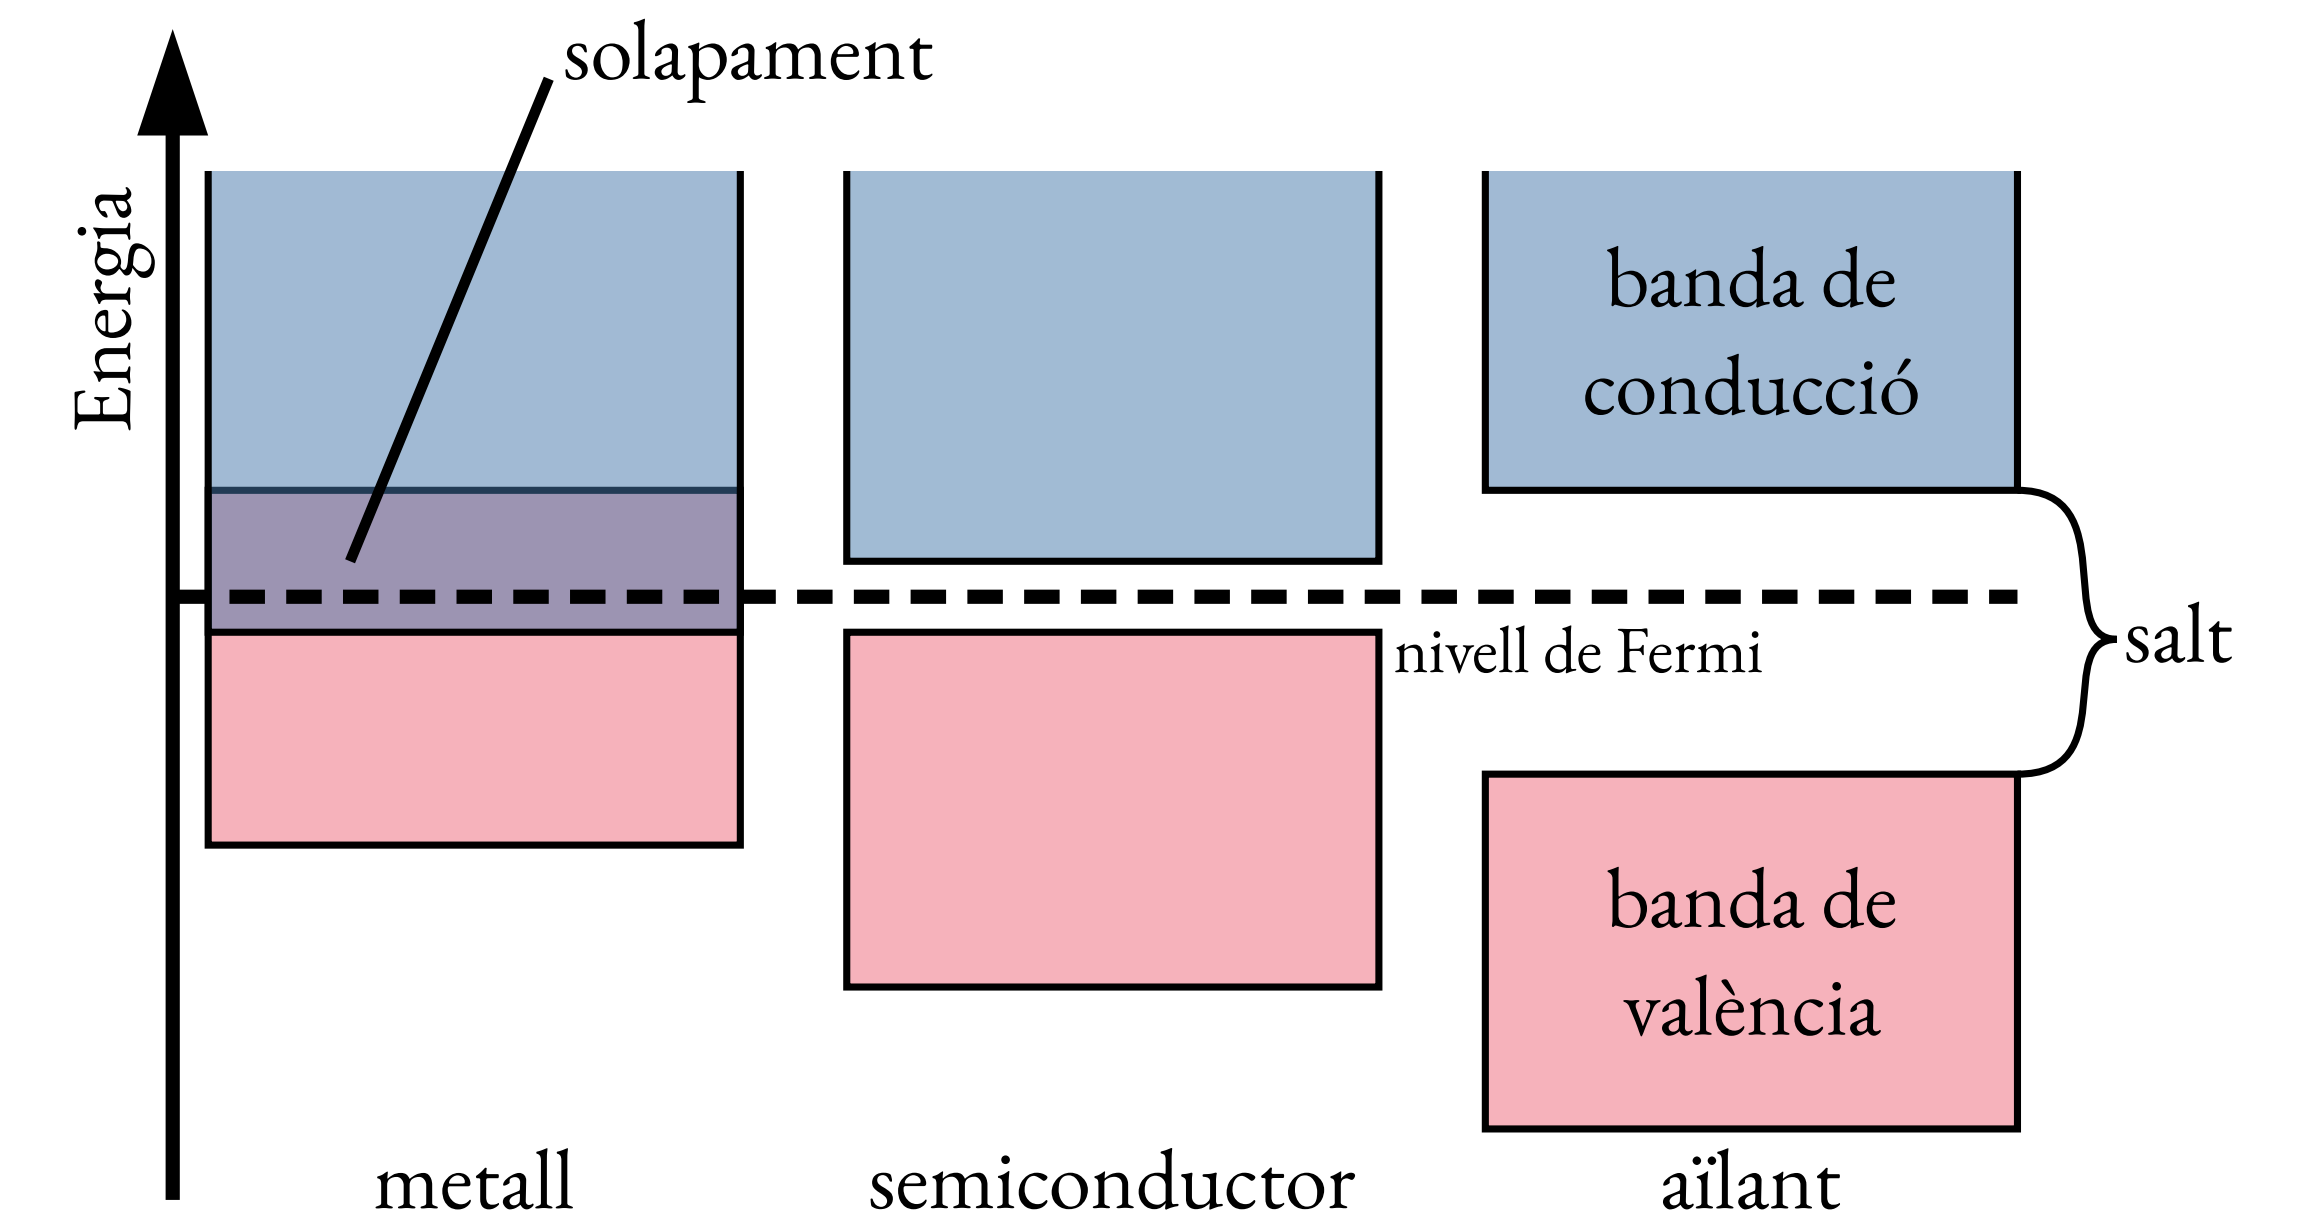 solapament
Energia
banda de
conducció
nivell de Fermi
salt
banda de
valència
metall
semiconductor
aïlant